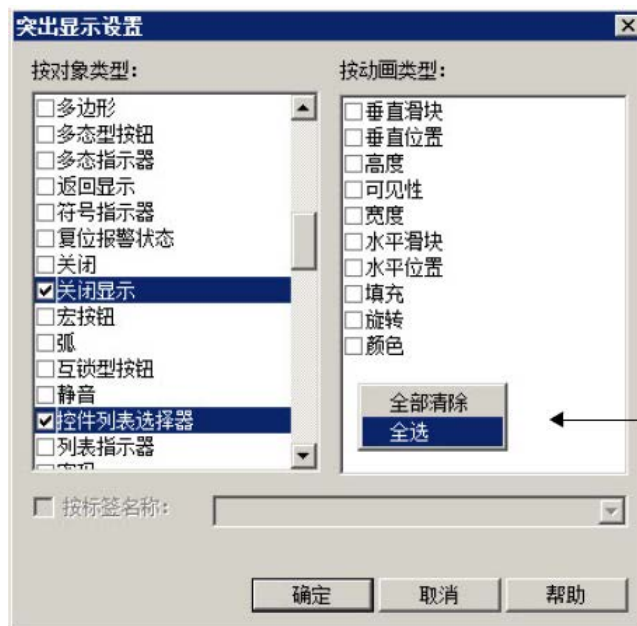 突出显示设置
按对象类型：
多边形
多态型按钮
多态指示器
返回显示
符号指示器
复位报警状态
关闭
关闭显示
宏按钮
弧
互锁型按钮
静音
控件列表选择器
列表指示器
按动画类型：
垂直滑块
垂直位置
高度
可见性
宽度
水平滑块
水平位置
填充
旋转
颜色
全部清除
全选
按标签名称：
确定
取消
帮助